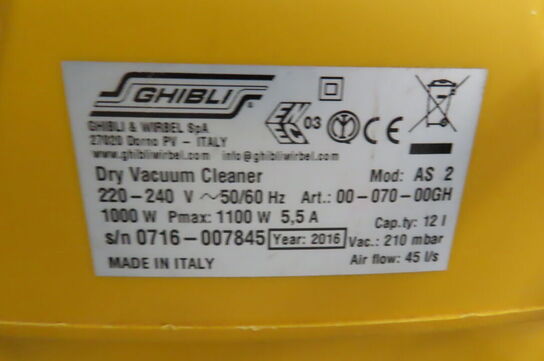 GHIBLI®
GHIBLI & WIRBEL SpA
27020 Dorno PV – ITALY
www.ghibliwirbel.com info@ghibliwirbel.com
ENEC 03
CE
Dry Vacuum Cleaner Mod: AS 2
220–240 V ~ 50/60 Hz Art.: 00-070-00GH
1000 W Pmax: 1100 W 5,5 A Cap.ty: 12 l
s/n 0716-007845 Year: 2016 Vac.: 210 mbar
MADE IN ITALY Air flow: 45 l/s